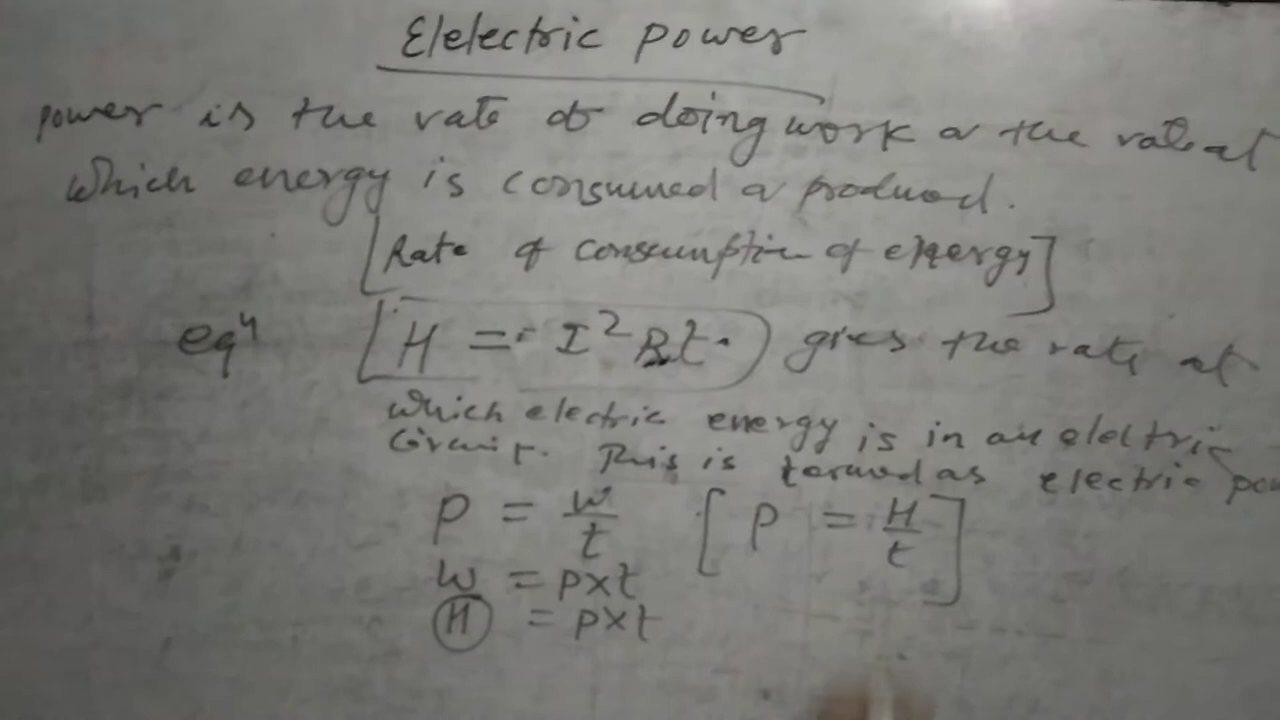 Elelectric power
power is the rate of doing work or the rate at
which energy is consumed or produced.
[Rate of consumption of energy]
eqn [H = I²Rt.) gives the rate at
which electric energy is in an elctric
Circuit. This is termed as electric pow
P = W/t [P = H/t]
W = P×t
H = P×t